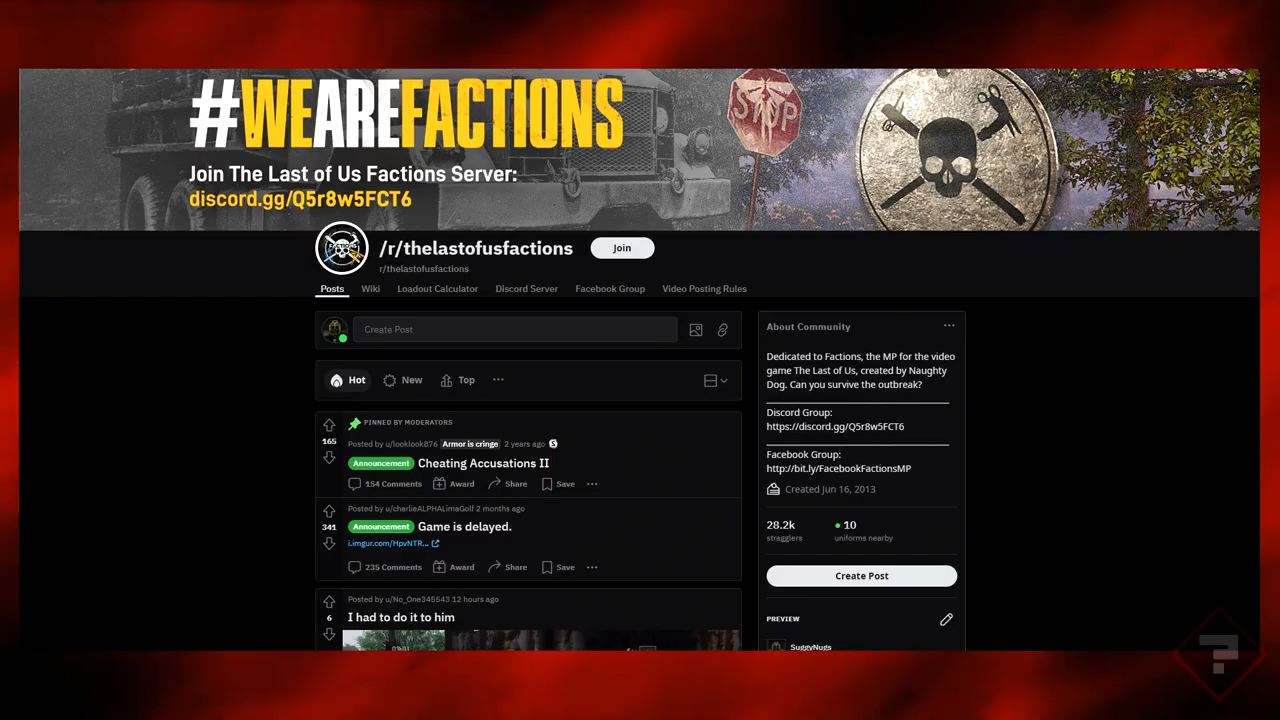 #WEAREFACTIONS
STOP
Join The Last of Us Factions Server:
discord.gg/Q5r8w5FCT6
FACTIONS
/r/thelastofusfactions
Join
r/thelastofusfactions
Posts Wiki Loadout Calculator Discord Server Facebook Group Video Posting Rules
Create Post
Hot New Top ...
PINNED BY MODERATORS
165
Posted by u/looklook876 Armor is cringe 2 years ago S
Announcement Cheating Accusations II
154 Comments Award Share Save ...
Posted by u/charlieALPHALimaGolf 2 months ago
341
Announcement Game is delayed.
i.imgur.com/HpvNTR...
235 Comments Award Share Save ...
Posted by u/No_One345543 12 hours ago
6
I had to do it to him
About Community ...
Dedicated to Factions, the MP for the video
game The Last of Us, created by Naughty
Dog. Can you survive the outbreak?
Discord Group:
https://discord.gg/Q5r8w5FCT6
Facebook Group:
http://bit.ly/FacebookFactionsMP
Created Jun 16, 2013
28.2k 10
stragglers uniforms nearby
Create Post
PREVIEW
SuggyNugs
?